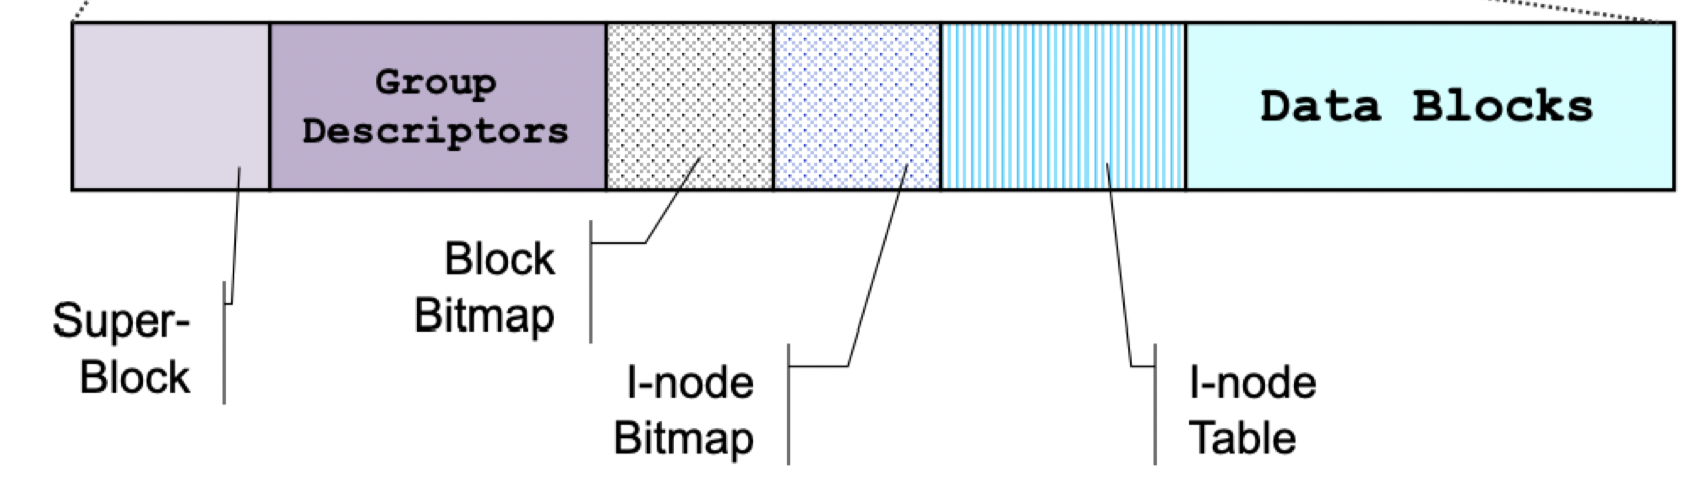 Group
Descriptors
Data Blocks
Block
Bitmap
Super-
Block
I-node
Bitmap
I-node
Table